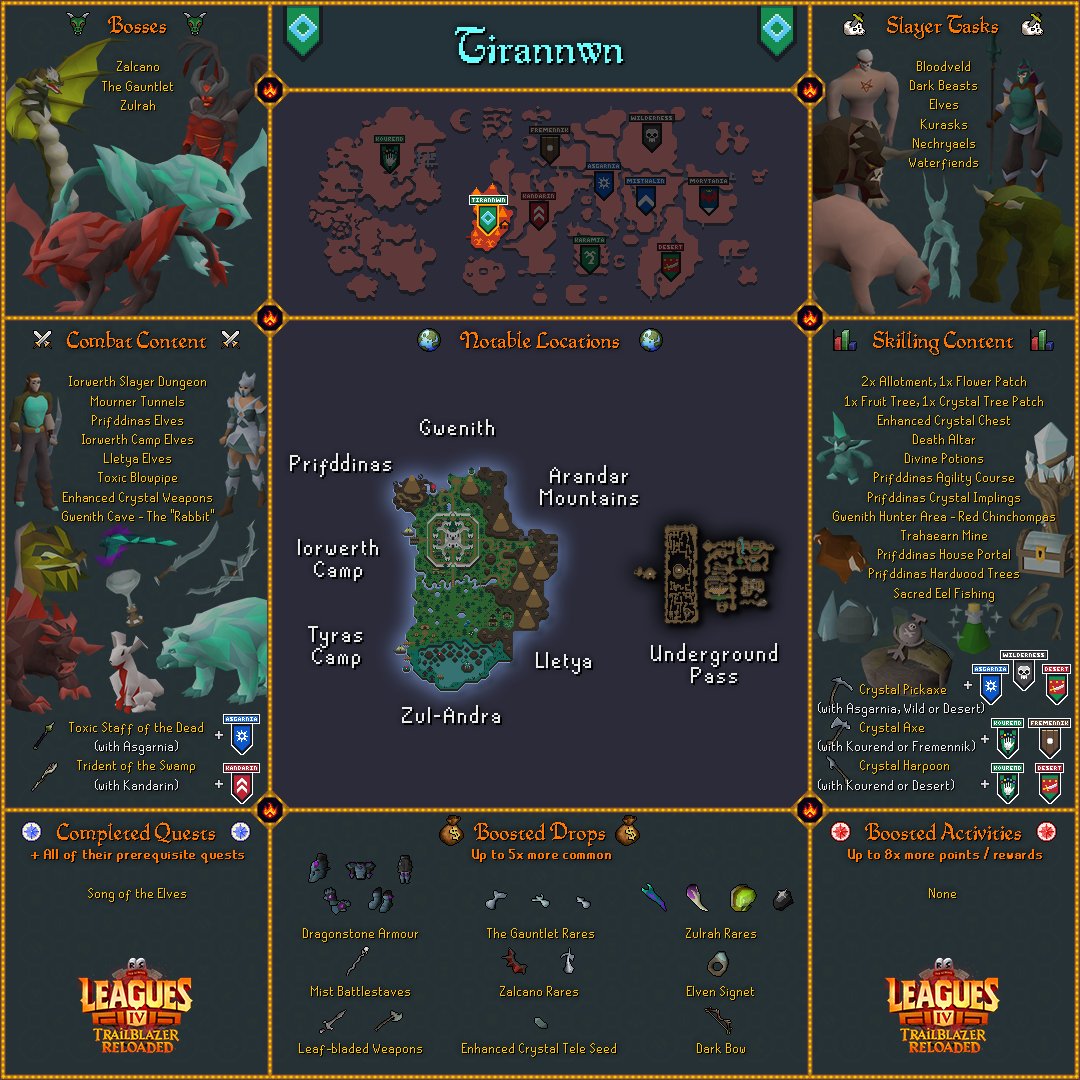 Bosses
Zalcano
The Gauntlet
Zulrah
Tirannwn
Slayer Tasks
Bloodveld
Dark Beasts
Elves
Kurasks
Nechryaels
Waterfiends
KOUREND
FREMENNIK
WILDERNESS
ASGARNIA
MISTHALIN
MORYTANIA
TIRANNWN
KANDARIN
KARAMJA
DESERT
Combat Content
Iorwerth Slayer Dungeon
Mourner Tunnels
Prifddinas Elves
Iorwerth Camp Elves
Lletya Elves
Toxic Blowpipe
Enhanced Crystal Weapons
Gwenith Cave - The "Rabbit"
Toxic Staff of the Dead
(with Asgarnia)
+ ASGARNIA
Trident of the Swamp
(with Kandarin)
+ KANDARIN
Notable Locations
Gwenith
Prifddinas
Arandar
Mountains
Iorwerth
Camp
Tyras
Camp
Lletya
Zul-Andra
Underground
Pass
Skilling Content
2x Allotment, 1x Flower Patch
1x Fruit Tree, 1x Crystal Tree Patch
Enhanced Crystal Chest
Death Altar
Divine Potions
Prifddinas Agility Course
Prifddinas Crystal Implings
Gwenith Hunter Area - Red Chinchompas
Trahaearn Mine
Prifddinas House Portal
Prifddinas Hardwood Trees
Sacred Eel Fishing
Crystal Pickaxe
(with Asgarnia, Wild or Desert)
+ ASGARNIA WILDERNESS DESERT
Crystal Axe
(with Kourend or Fremennik)
+ KOUREND FREMENNIK
Crystal Harpoon
(with Kourend or Desert)
+ KOUREND DESERT
Completed Quests
+ All of their prerequisite quests
Song of the Elves
LEAGUES
IV
TRAILBLAZER
RELOADED
Boosted Drops
Up to 5x more common
Dragonstone Armour
The Gauntlet Rares
Zulrah Rares
Mist Battlestaves
Zalcano Rares
Elven Signet
Leaf-bladed Weapons
Enhanced Crystal Tele Seed
Dark Bow
Boosted Activities
Up to 8x more points / rewards
None
LEAGUES
IV
TRAILBLAZER
RELOADED